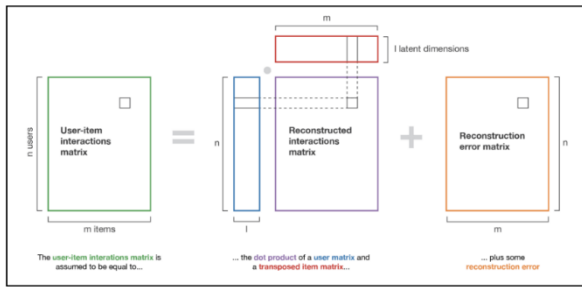 m
l latent dimensions
n users
User-item
interactions
matrix
=
n
Reconstructed
interactions
matrix
+
Reconstruction
error matrix
n
m items
l
m
The user-item interations matrix is
assumed to be equal to...
... the dot product of a user matrix and
a transposed item matrix...
... plus some
reconstruction error